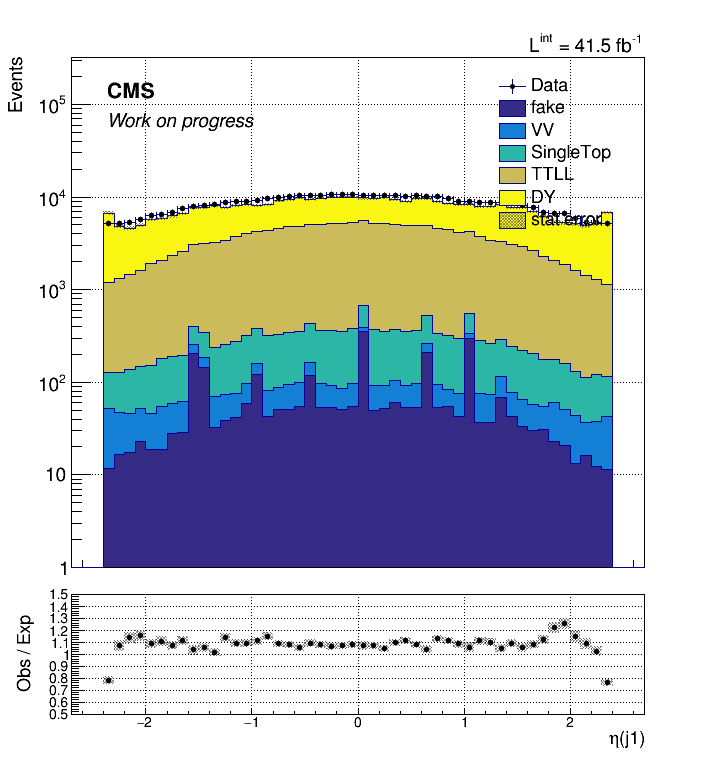 L^int = 41.5 fb^-1
Events
CMS
Work on progress
Data
fake
VV
SingleTop
TTLL
DY
stat error
10^5
10^4
10^3
10^2
10
1
Obs / Exp
1.5
1.4
1.3
1.2
1.1
1
0.9
0.8
0.7
0.6
0.5
−2 −1 0 1 2
η(j1)